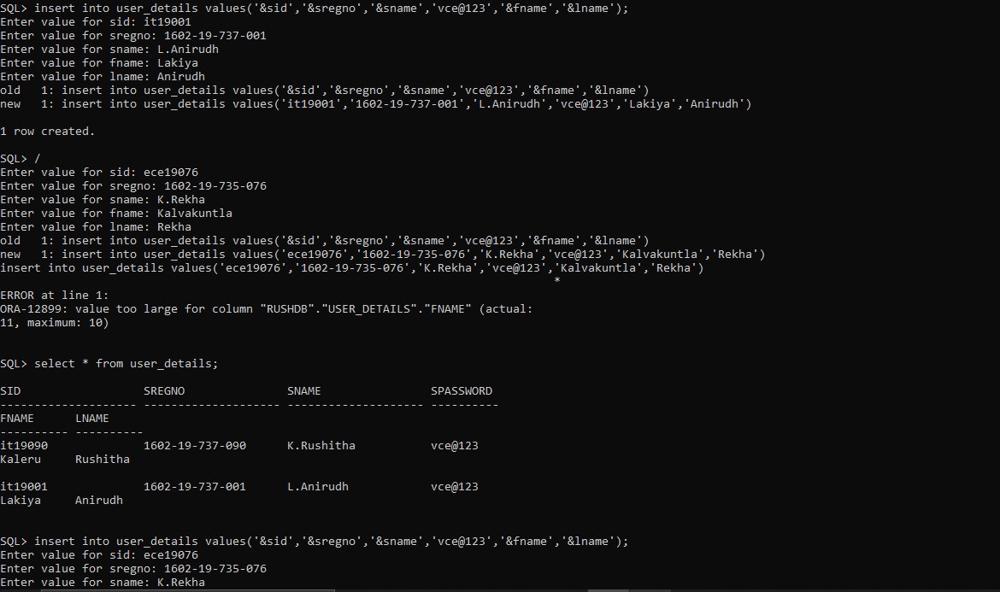 SQL> insert into user_details values('&sid','&sregno','&sname','vce@123','&fname','&lname');
Enter value for sid: it19001
Enter value for sregno: 1602-19-737-001
Enter value for sname: L.Anirudh
Enter value for fname: Lakiya
Enter value for lname: Anirudh
old   1: insert into user_details values('&sid','&sregno','&sname','vce@123','&fname','&lname')
new   1: insert into user_details values('it19001','1602-19-737-001','L.Anirudh','vce@123','Lakiya','Anirudh')

1 row created.

SQL> /
Enter value for sid: ece19076
Enter value for sregno: 1602-19-735-076
Enter value for sname: K.Rekha
Enter value for fname: Kalvakuntla
Enter value for lname: Rekha
old   1: insert into user_details values('&sid','&sregno','&sname','vce@123','&fname','&lname')
new   1: insert into user_details values('ece19076','1602-19-735-076','K.Rekha','vce@123','Kalvakuntla','Rekha')
insert into user_details values('ece19076','1602-19-735-076','K.Rekha','vce@123','Kalvakuntla','Rekha')
                                                                                 *
ERROR at line 1:
ORA-12899: value too large for column "RUSHDB"."USER_DETAILS"."FNAME" (actual:
11, maximum: 10)


SQL> select * from user_details;

SID                  SREGNO               SNAME                SPASSWORD
-------------------- -------------------- -------------------- ----------
FNAME      LNAME
---------- ----------
it19090              1602-19-737-090      K.Rushitha           vce@123
Kaleru     Rushitha

it19001              1602-19-737-001      L.Anirudh            vce@123
Lakiya     Anirudh


SQL> insert into user_details values('&sid','&sregno','&sname','vce@123','&fname','&lname');
Enter value for sid: ece19076
Enter value for sregno: 1602-19-735-076
Enter value for sname: K.Rekha